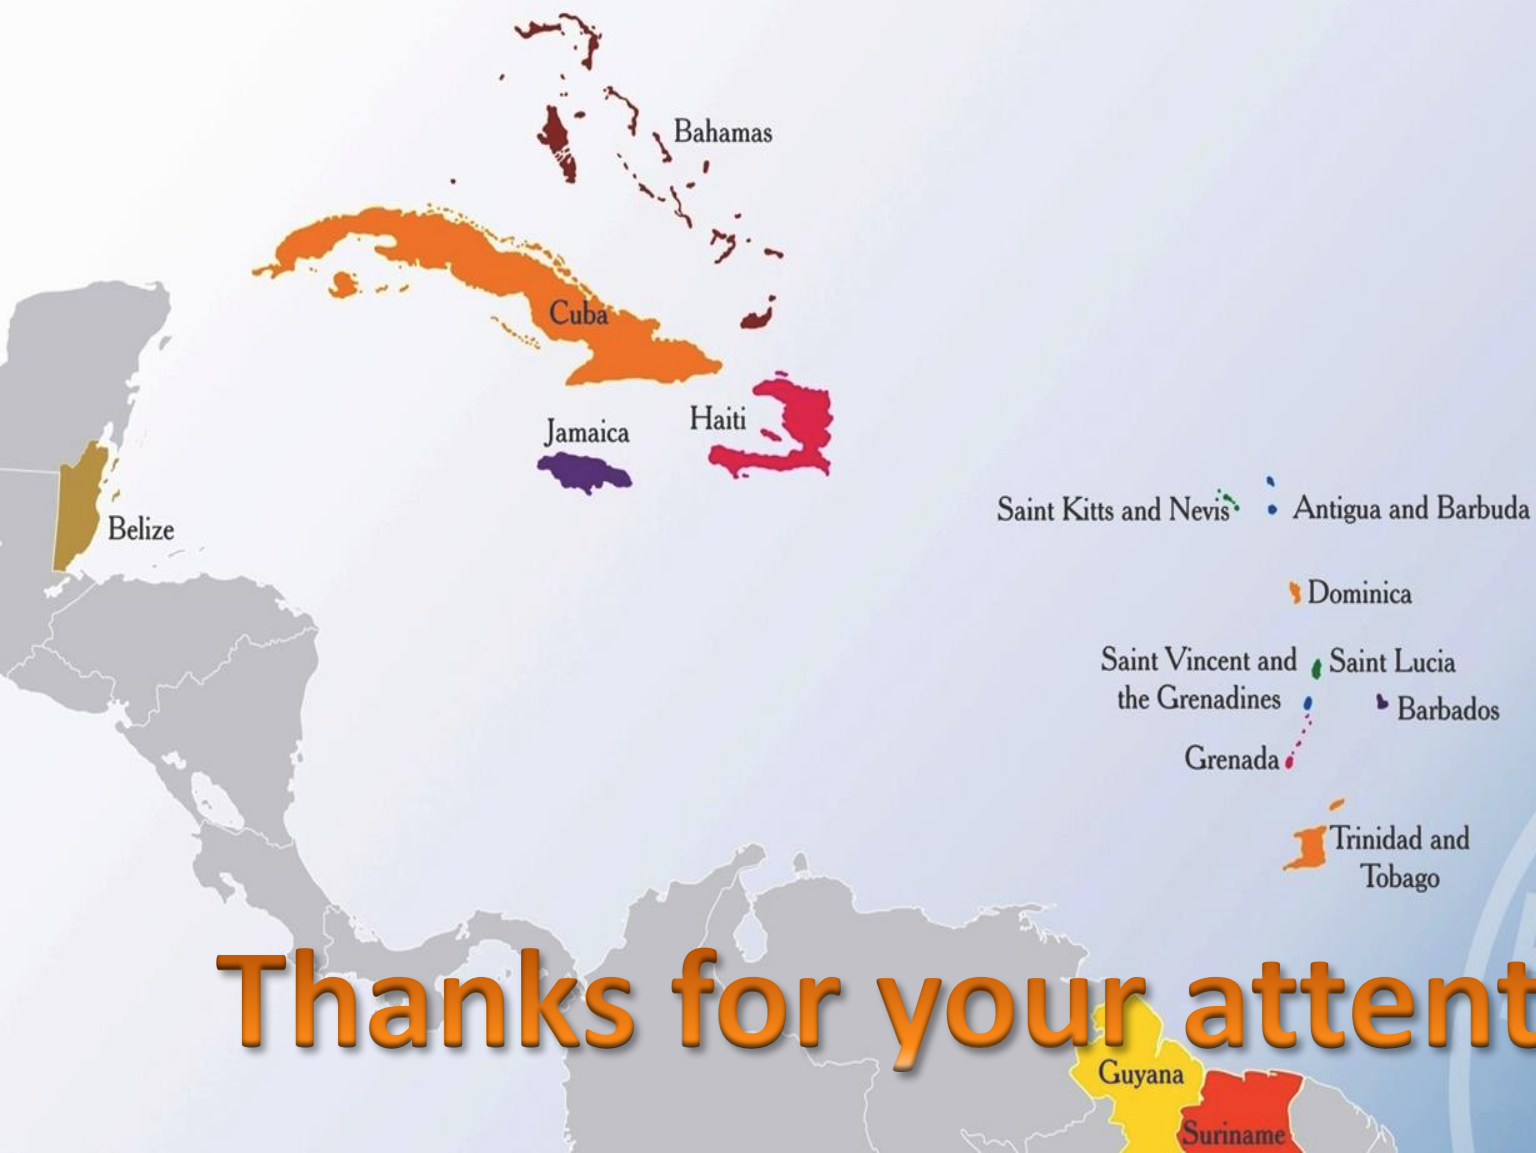 Bahamas
Cuba
Jamaica
Haiti
Belize
Saint Kitts and Nevis
Antigua and Barbuda
Dominica
Saint Vincent and
the Grenadines
Saint Lucia
Barbados
Grenada
Trinidad and
Tobago
Thanks for your attent
Guyana
Suriname